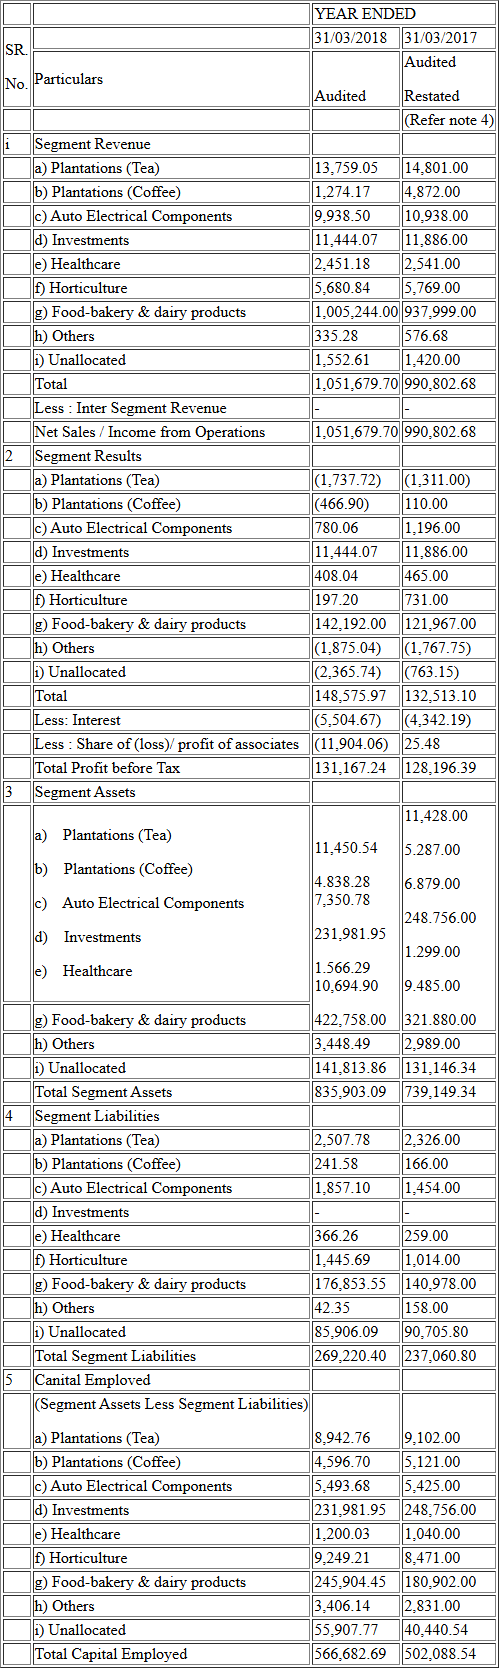 YEAR ENDED
SR. No. 31/03/2018 31/03/2017
Particulars Audited Audited Restated
(Refer note 4)
i Segment Revenue
a) Plantations (Tea) 13,759.05 14,801.00
b) Plantations (Coffee) 1,274.17 4,872.00
c) Auto Electrical Components 9,938.50 10,938.00
d) Investments 11,444.07 11,886.00
e) Healthcare 2,451.18 2,541.00
f) Horticulture 5,680.84 5,769.00
g) Food-bakery & dairy products 1,005,244.00 937,999.00
h) Others 335.28 576.68
i) Unallocated 1,552.61 1,420.00
Total 1,051,679.70 990,802.68
Less : Inter Segment Revenue - -
Net Sales / Income from Operations 1,051,679.70 990,802.68
2 Segment Results
a) Plantations (Tea) (1,737.72) (1,311.00)
b) Plantations (Coffee) (466.90) 110.00
c) Auto Electrical Components 780.06 1,196.00
d) Investments 11,444.07 11,886.00
e) Healthcare 408.04 465.00
f) Horticulture 197.20 731.00
g) Food-bakery & dairy products 142,192.00 121,967.00
h) Others (1,875.04) (1,767.75)
i) Unallocated (2,365.74) (763.15)
Total 148,575.97 132,513.10
Less: Interest (5,504.67) (4,342.19)
Less : Share of (loss)/ profit of associates (11,904.06) 25.48
Total Profit before Tax 131,167.24 128,196.39
3 Segment Assets
a) Plantations (Tea) 11,450.54 11,428.00
b) Plantations (Coffee) 4.838.28 5.287.00
c) Auto Electrical Components 7,350.78 6.879.00
d) Investments 231,981.95 248.756.00
e) Healthcare 1.566.29 1.299.00
10,694.90 9.485.00
g) Food-bakery & dairy products 422,758.00 321.880.00
h) Others 3,448.49 2,989.00
i) Unallocated 141,813.86 131,146.34
Total Segment Assets 835,903.09 739,149.34
4 Segment Liabilities
a) Plantations (Tea) 2,507.78 2,326.00
b) Plantations (Coffee) 241.58 166.00
c) Auto Electrical Components 1,857.10 1,454.00
d) Investments - -
e) Healthcare 366.26 259.00
f) Horticulture 1,445.69 1,014.00
g) Food-bakery & dairy products 176,853.55 140,978.00
h) Others 42.35 158.00
i) Unallocated 85,906.09 90,705.80
Total Segment Liabilities 269,220.40 237,060.80
5 Canital Emploved
(Segment Assets Less Segment Liabilities)
a) Plantations (Tea) 8,942.76 9,102.00
b) Plantations (Coffee) 4,596.70 5,121.00
c) Auto Electrical Components 5,493.68 5,425.00
d) Investments 231,981.95 248,756.00
e) Healthcare 1,200.03 1,040.00
f) Horticulture 9,249.21 8,471.00
g) Food-bakery & dairy products 245,904.45 180,902.00
h) Others 3,406.14 2,831.00
i) Unallocated 55,907.77 40,440.54
Total Capital Employed 566,682.69 502,088.54